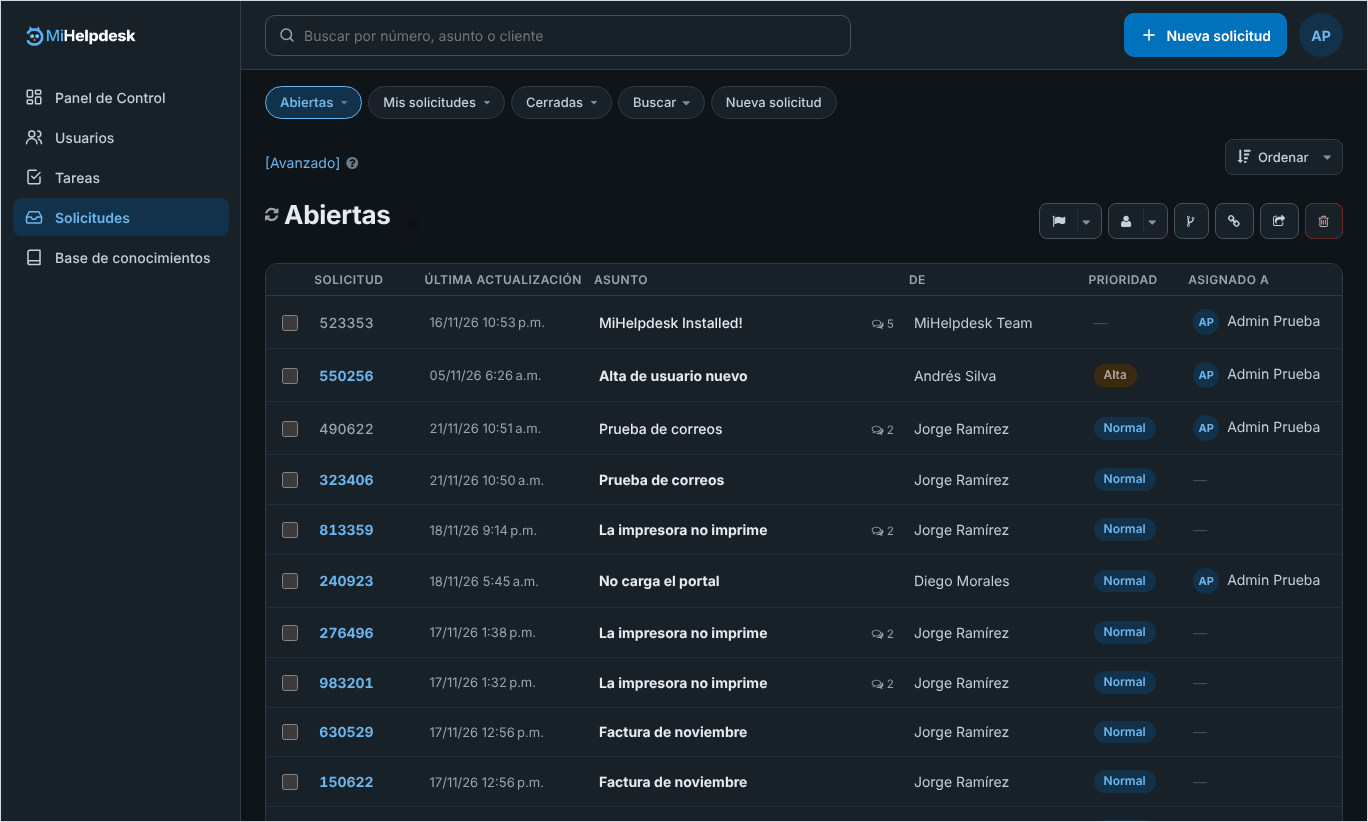 MiHelpdesk
Buscar por número, asunto o cliente
+ Nueva solicitud
AP
Panel de Control
Usuarios
Tareas
Solicitudes
Base de conocimientos
Abiertas
Mis solicitudes
Cerradas
Buscar
Nueva solicitud
[Avanzado] ?
Ordenar
Abiertas
SOLICITUD ÚLTIMA ACTUALIZACIÓN ASUNTO DE PRIORIDAD ASIGNADO A
523353 16/11/26 10:53 p.m. MiHelpdesk Installed! 5 MiHelpdesk Team — AP Admin Prueba
550256 05/11/26 6:26 a.m. Alta de usuario nuevo Andrés Silva Alta AP Admin Prueba
490622 21/11/26 10:51 a.m. Prueba de correos 2 Jorge Ramírez Normal AP Admin Prueba
323406 21/11/26 10:50 a.m. Prueba de correos Jorge Ramírez Normal —
813359 18/11/26 9:14 p.m. La impresora no imprime 2 Jorge Ramírez Normal —
240923 18/11/26 5:45 a.m. No carga el portal Diego Morales Normal AP Admin Prueba
276496 17/11/26 1:38 p.m. La impresora no imprime 2 Jorge Ramírez Normal —
983201 17/11/26 1:32 p.m. La impresora no imprime 2 Jorge Ramírez Normal —
630529 17/11/26 12:56 p.m. Factura de noviembre Jorge Ramírez Normal —
150622 17/11/26 12:56 p.m. Factura de noviembre Jorge Ramírez Normal —